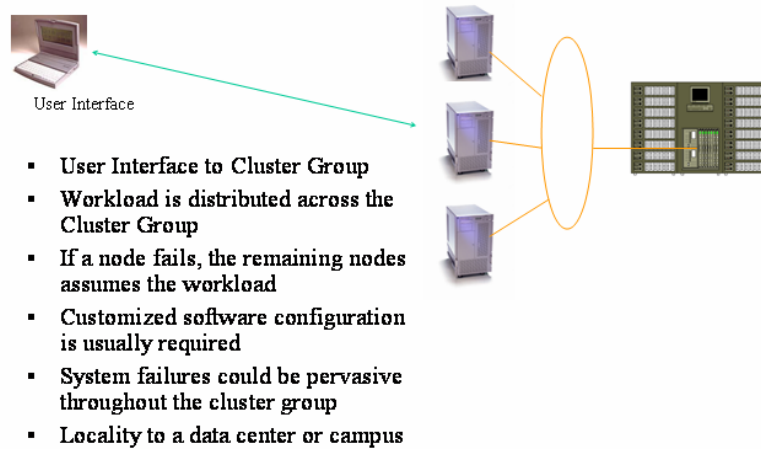 User Interface
▪ User Interface to Cluster Group
▪ Workload is distributed across the
Cluster Group
▪ If a node fails, the remaining nodes
assumes the workload
▪ Customized software configuration
is usually required
▪ System failures could be pervasive
throughout the cluster group
▪ Locality to a data center or campus